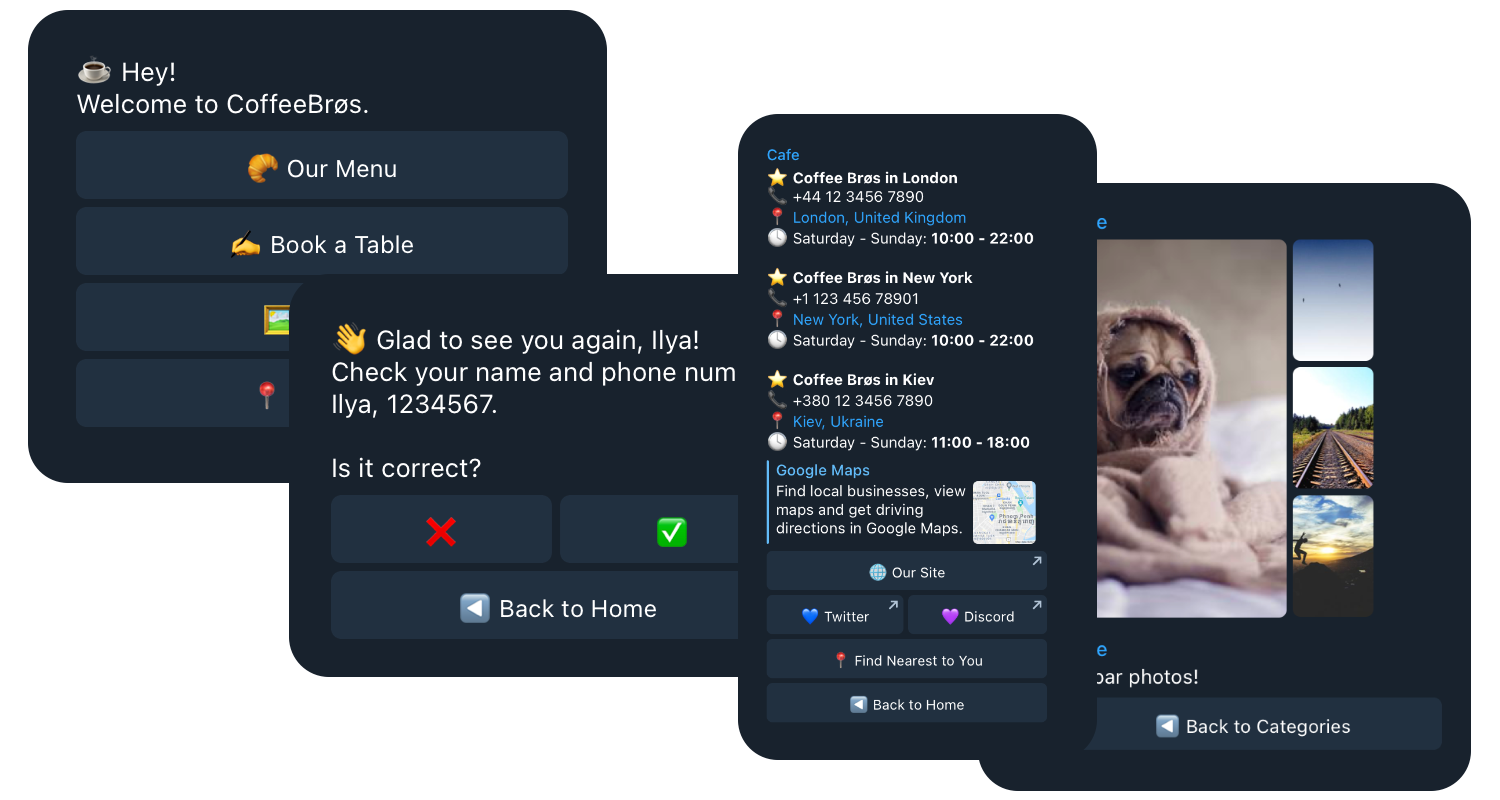 ☕ Hey!
Welcome to CoffeeBrøs.
🥐 Our Menu
✍️ Book a Table
👋 Glad to see you again, Ilya!
Check your name and phone num
Ilya, 1234567.
Is it correct?
Back to Home
Cafe
Coffee Brøs in London
+44 12 3456 7890
London, United Kingdom
Saturday - Sunday: 10:00 - 22:00
Coffee Brøs in New York
+1 123 456 78901
New York, United States
Saturday - Sunday: 10:00 - 22:00
Coffee Brøs in Kiev
+380 12 3456 7890
Kiev, Ukraine
Saturday - Sunday: 11:00 - 18:00
Google Maps
Find local businesses, view
maps and get driving
directions in Google Maps.
Our Site
Twitter
Discord
Find Nearest to You
Back to Home
e
e
bar photos!
Back to Categories